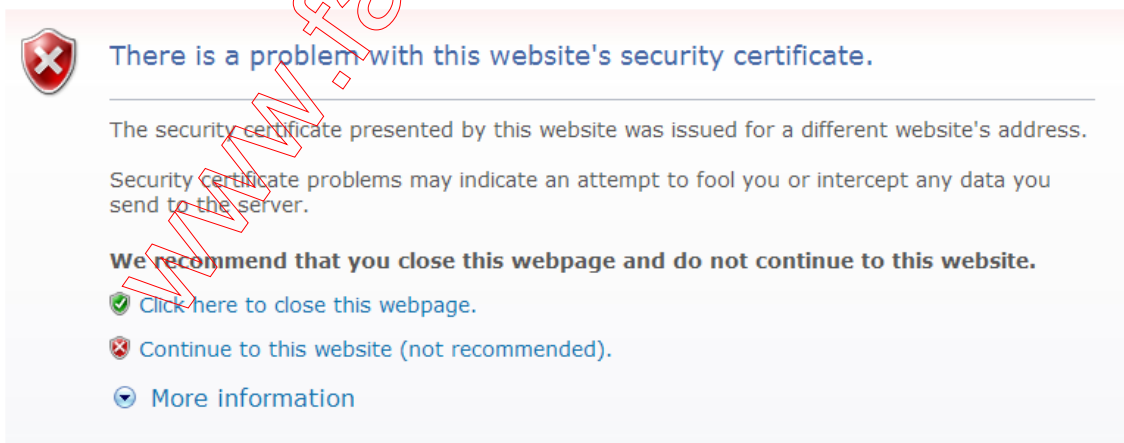 There is a problem with this website's security certificate.
The security certificate presented by this website was issued for a different website's address.
Security certificate problems may indicate an attempt to fool you or intercept any data you
send to the server.
We recommend that you close this webpage and do not continue to this website.
Click here to close this webpage.
Continue to this website (not recommended).
More information